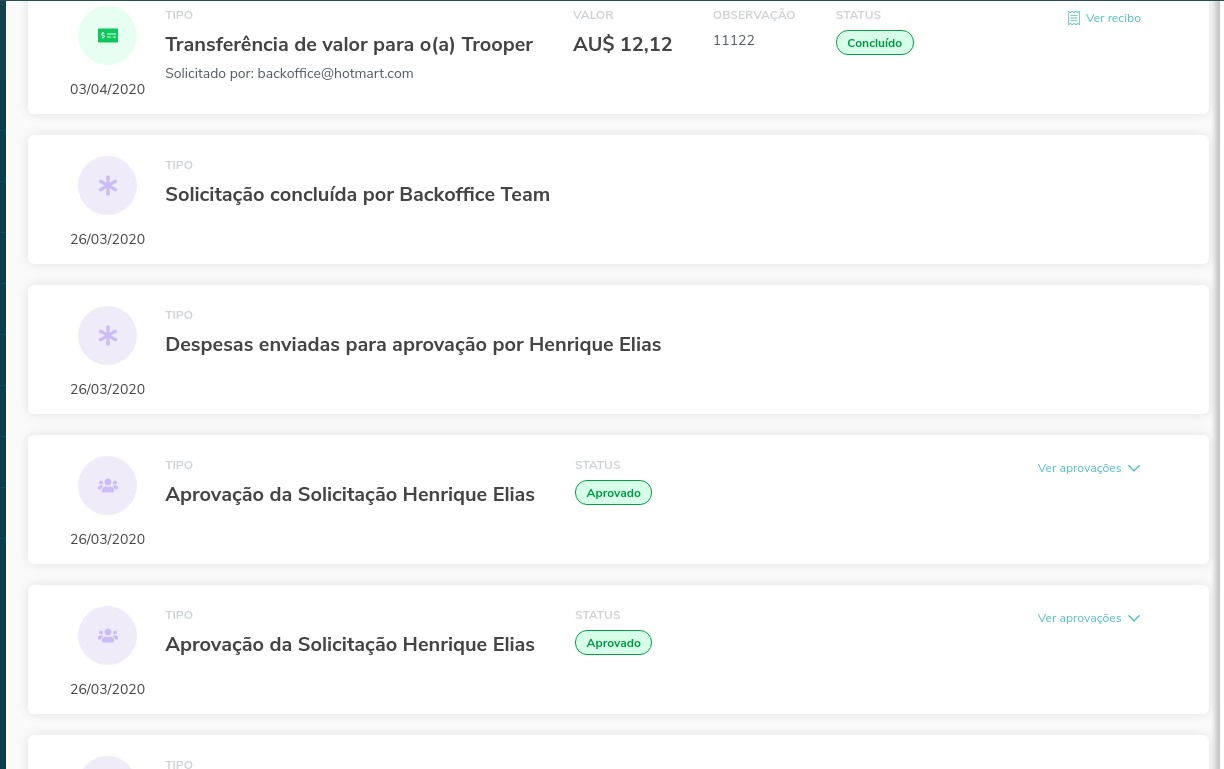 TIPO VALOR OBSERVAÇÃO STATUS Ver recibo
Transferência de valor para o(a) Trooper AU$ 12,12 11122 Concluído
Solicitado por: backoffice@hotmart.com
03/04/2020
TIPO
Solicitação concluída por Backoffice Team
26/03/2020
TIPO
Despesas enviadas para aprovação por Henrique Elias
26/03/2020
TIPO STATUS Ver aprovações
Aprovação da Solicitação Henrique Elias Aprovado
26/03/2020
TIPO STATUS Ver aprovações
Aprovação da Solicitação Henrique Elias Aprovado
26/03/2020
TIPO